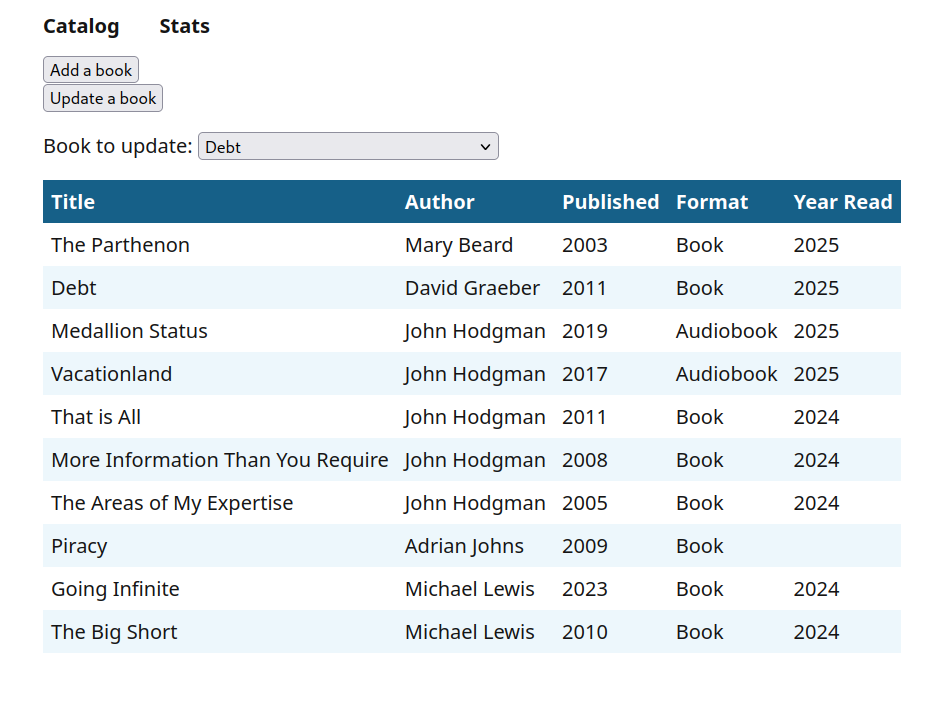 Catalog Stats
Add a book
Update a book
Book to update: Debt
Title Author Published Format Year Read
The Parthenon Mary Beard 2003 Book 2025
Debt David Graeber 2011 Book 2025
Medallion Status John Hodgman 2019 Audiobook 2025
Vacationland John Hodgman 2017 Audiobook 2025
That is All John Hodgman 2011 Book 2024
More Information Than You Require John Hodgman 2008 Book 2024
The Areas of My Expertise John Hodgman 2005 Book 2024
Piracy Adrian Johns 2009 Book
Going Infinite Michael Lewis 2023 Book 2024
The Big Short Michael Lewis 2010 Book 2024